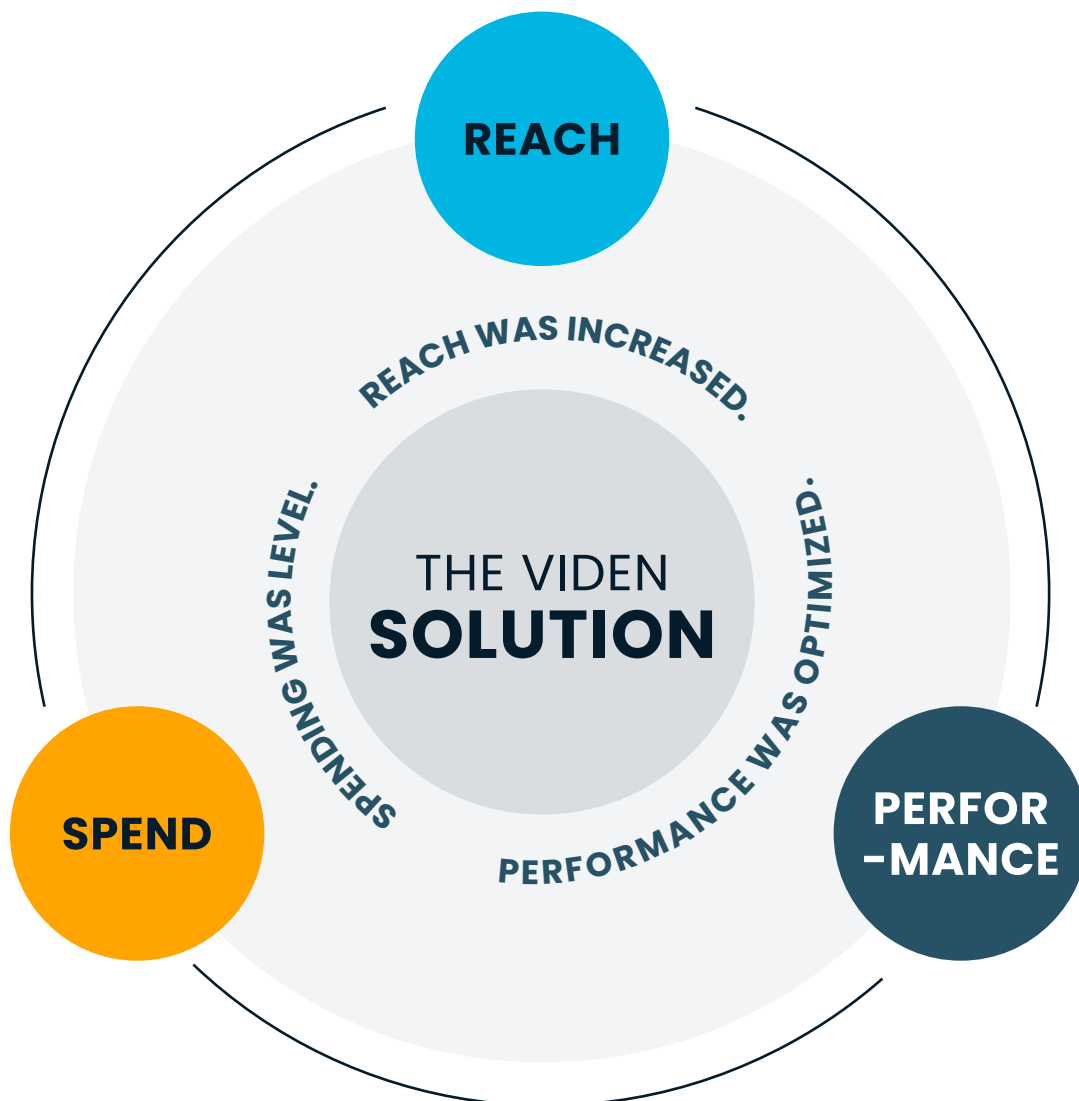 REACH
REACH WAS INCREASED.
SPENDING WAS LEVEL.
PERFORMANCE WAS OPTIMIZED.
THE VIDEN
SOLUTION
SPEND
PERFOR
-MANCE